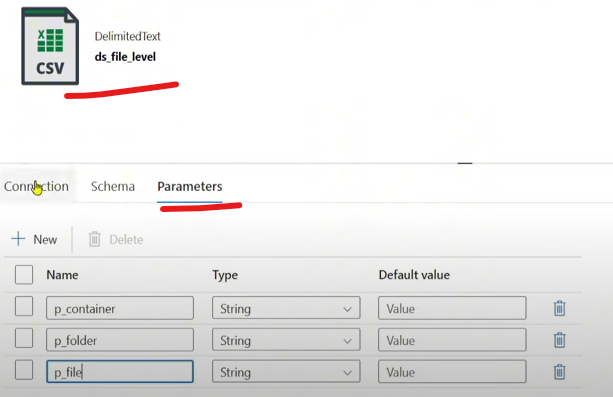 CSV
DelimitedText
ds_file_level
Connection Schema Parameters
New Delete
Name Type Default value
p_container String Value
p_folder String Value
p_file String Value